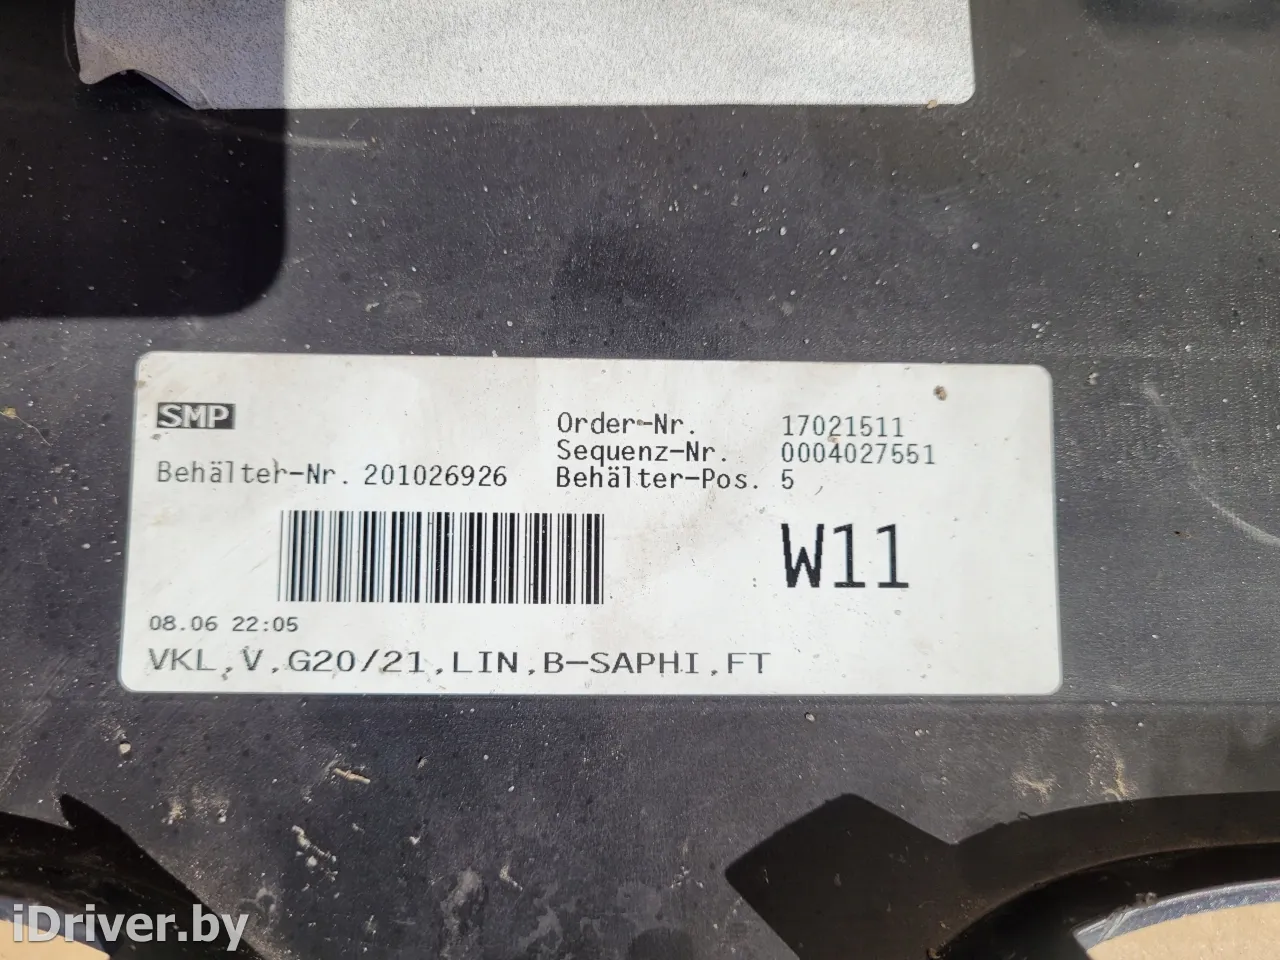 SMP
Order-Nr. 17021511
Sequenz-Nr. 0004027551
Behälter-Nr. 201026926 Behälter-Pos. 5
W11
08.06 22:05
VKL,V,G20/21,LIN,B-SAPHI,FT
iDriver.by